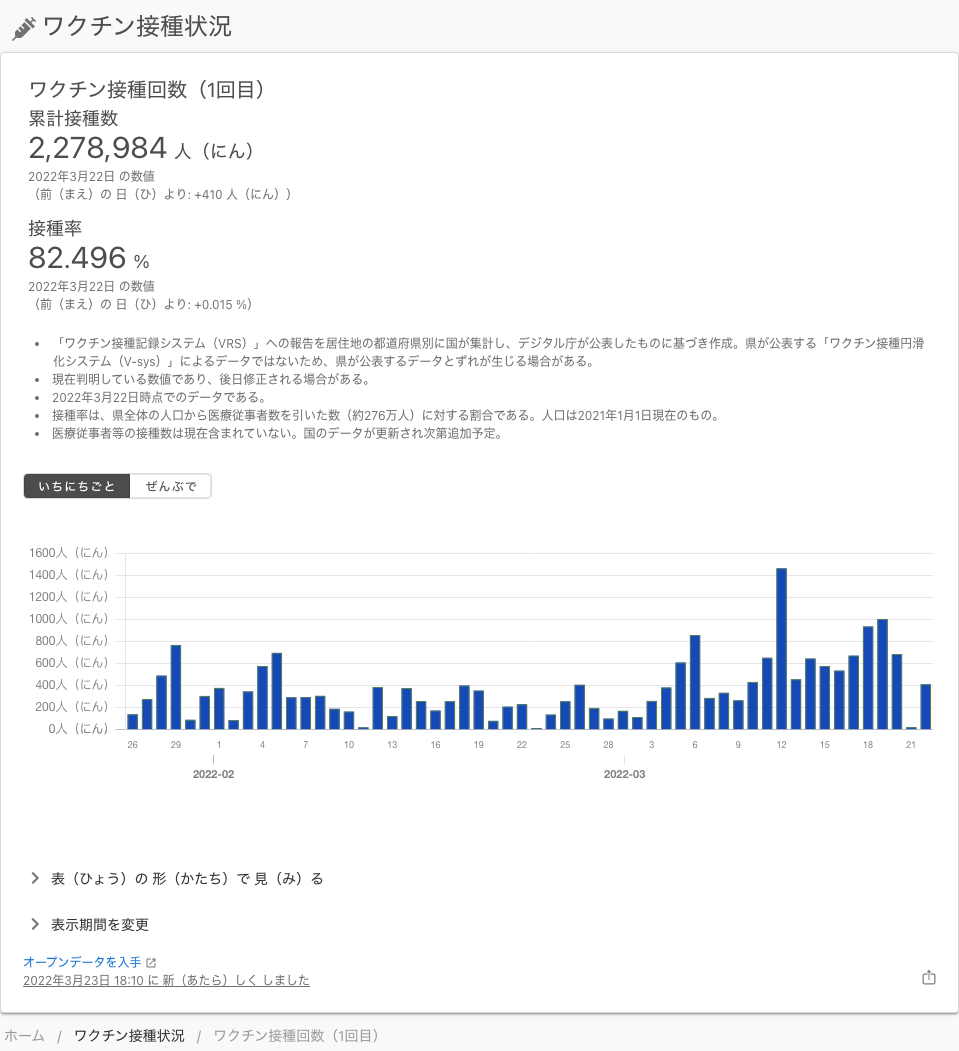 ワクチン接種状況
ワクチン接種回数（1回目）
累計接種数
2,278,984 人（にん）
2022年3月22日 の数値
（前（まえ）の 日（ひ）より: +410 人（にん））
接種率
82.496 %
2022年3月22日 の数値
（前（まえ）の 日（ひ）より: +0.015 %）
• 「ワクチン接種記録システム（VRS）」への報告を居住地の都道府県別に国が集計し、デジタル庁が公表したものに基づき作成。県が公表する「ワクチン接種円滑
化システム（V-sys）」によるデータではないため、県が公表するデータとずれが生じる場合がある。
• 現在判明している数値であり、後日修正される場合がある。
• 2022年3月22日時点でのデータである。
• 接種率は、県全体の人口から医療従事者数を引いた数（約276万人）に対する割合である。人口は2021年1月1日現在のもの。
• 医療従事者等の接種数は現在含まれていない。国のデータが更新され次第追加予定。
いちにちごと ぜんぶで
1600人（にん）
1400人（にん）
1200人（にん）
1000人（にん）
800人（にん）
600人（にん）
400人（にん）
200人（にん）
0人（にん）
26 29 1 4 7 10 13 16 19 22 25 28 3 6 9 12 15 18 21
2022-02 2022-03
表（ひょう）の 形（かたち）で 見（み）る
表示期間を変更
オープンデータを入手
2022年3月23日 18:10 に 新（あたら）しく しました
ホーム / ワクチン接種状況 / ワクチン接種回数（1回目）